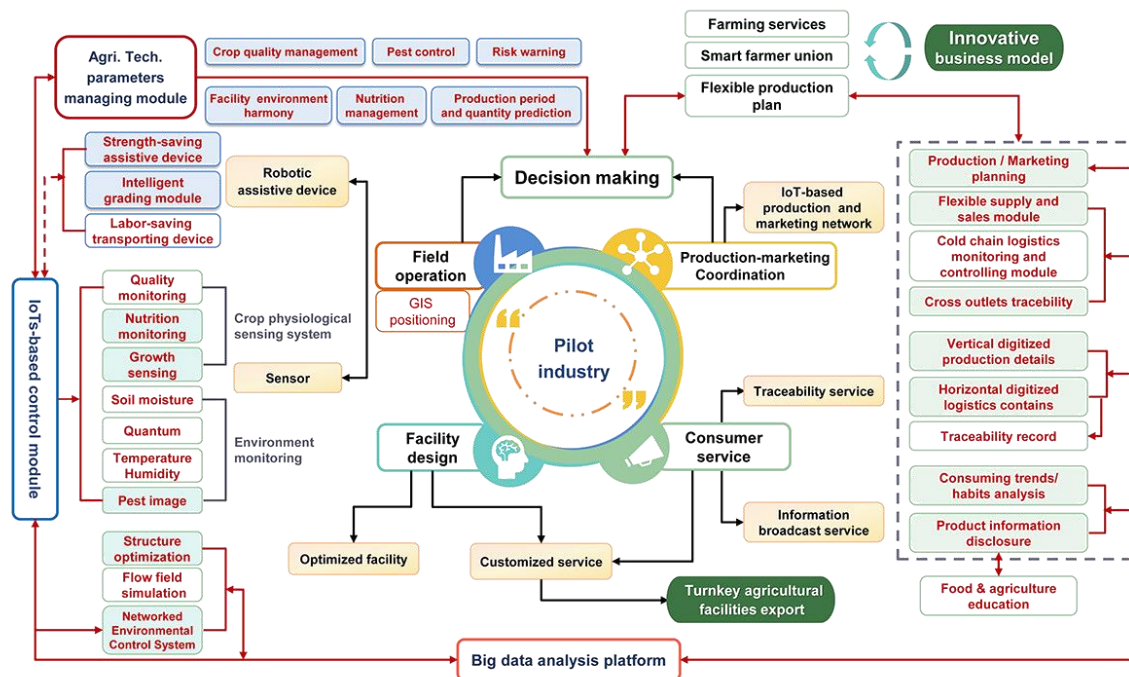 Agri. Tech.
parameters
managing module
Crop quality management
Pest control
Risk warning
Facility environment
harmony
Nutrition
management
Production period
and quantity prediction
Farming services
Smart farmer union
Flexible production
plan
Innovative
business model
Strength-saving
assistive device
Intelligent
grading module
Labor-saving
transporting device
Robotic
assistive device
Decision making
IoT-based
production and
marketing network
Field
operation
GIS
positioning
Production-marketing
Coordination
Production / Marketing
planning
Flexible supply and
sales module
Cold chain logistics
monitoring and
controlling module
Cross outlets tracebility
IoTs-based control module
Quality
monitoring
Nutrition
monitoring
Growth
sensing
Crop physiological
sensing system
Sensor
Soil moisture
Quantum
Temperature
Humidity
Pest image
Environment
monitoring
“
Pilot
industry
”
Vertical digitized
production details
Horizontal digitized
logistics contains
Traceability record
Traceability service
Facility
design
Consumer
service
Information
broadcast service
Consuming trends/
habits analysis
Product information
disclosure
Structure
optimization
Flow field
simulation
Networked
Environmental
Control System
Optimized facility
Customized service
Turnkey agricultural
facilities export
Food & agriculture
education
Big data analysis platform